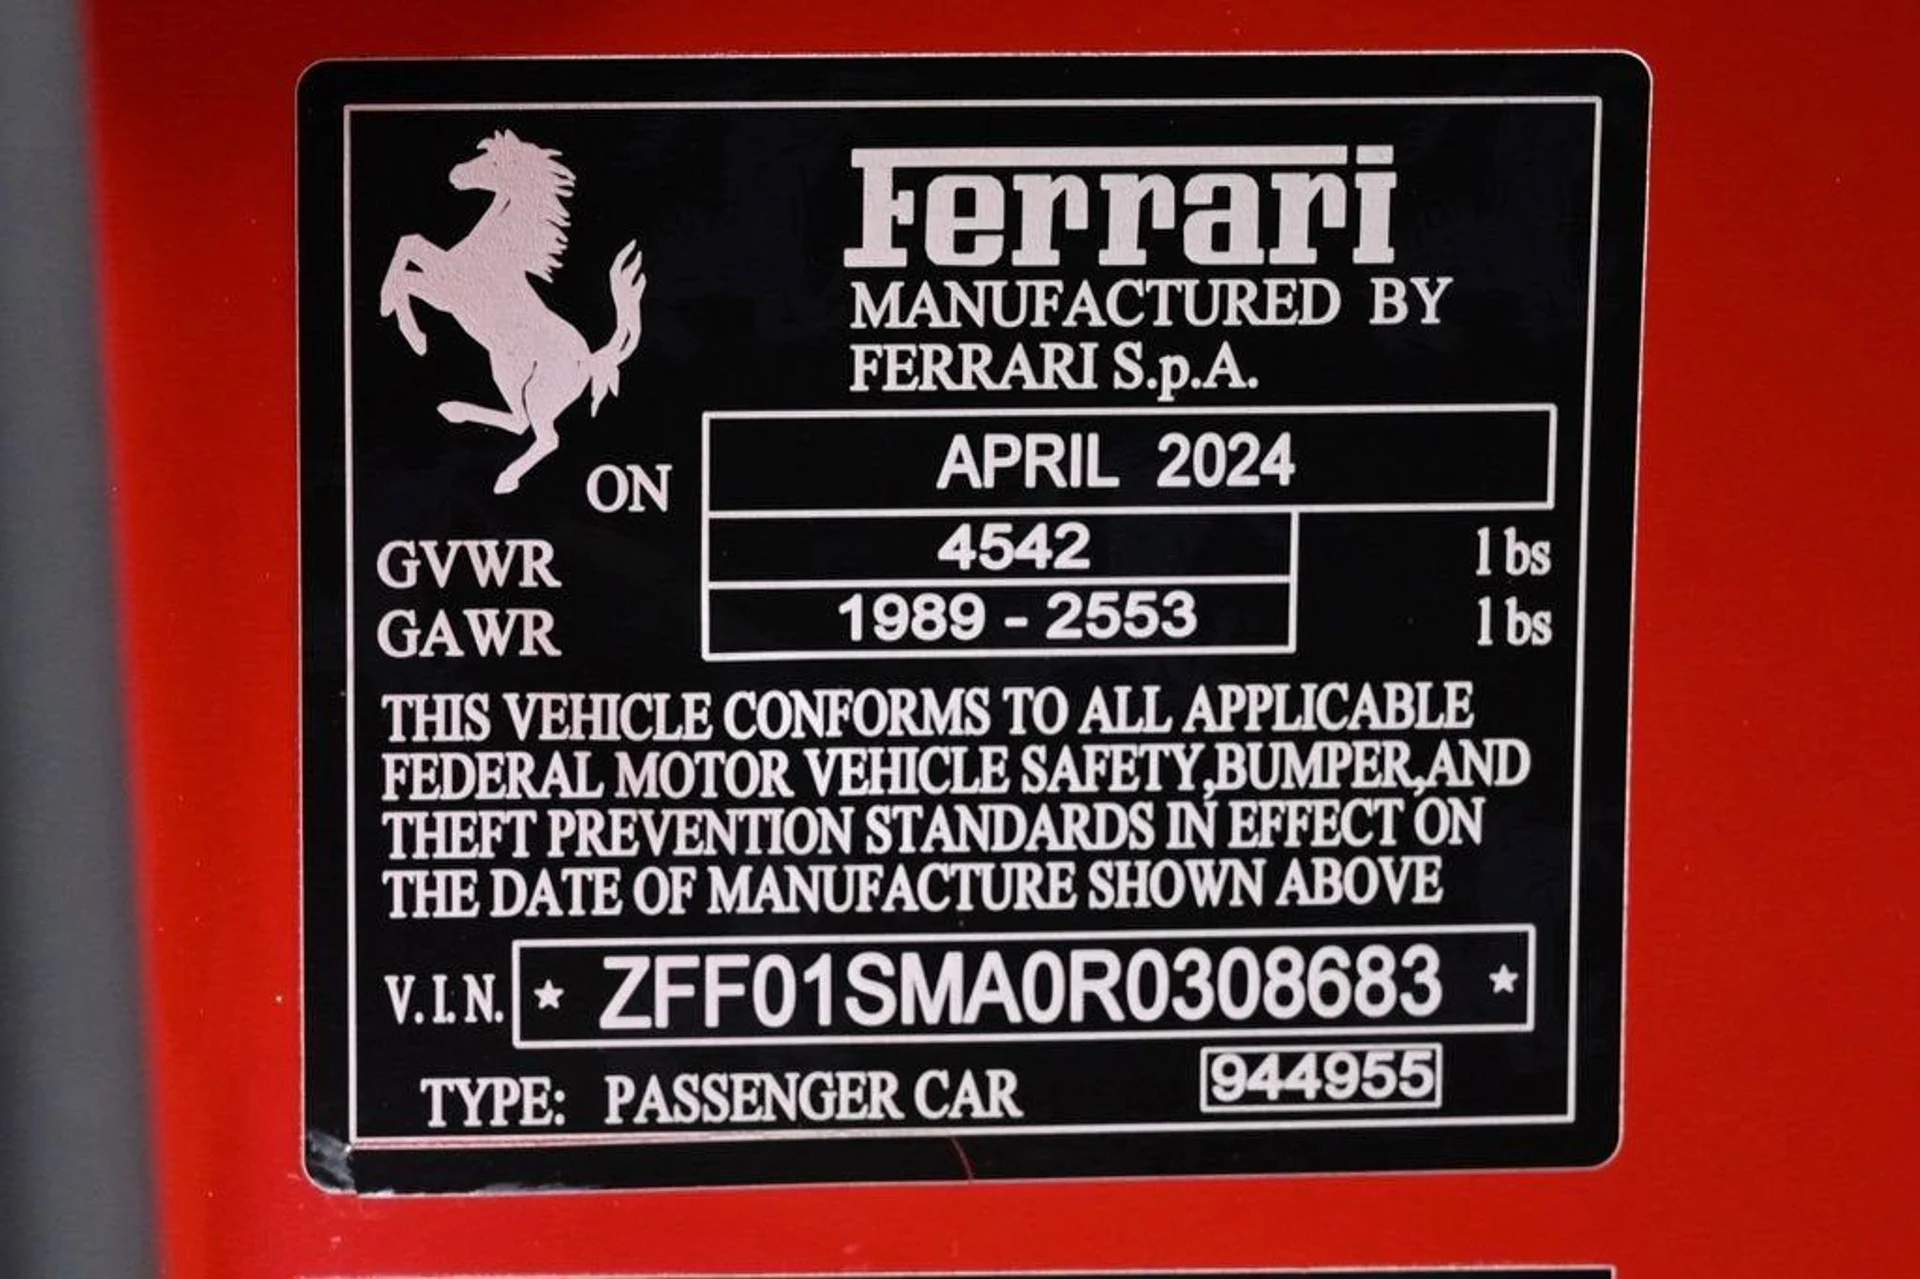 Ferrari
MANUFACTURED BY
FERRARI S.p.A.
ON APRIL 2024
GVWR 4542 lbs
GAWR 1989 - 2553 lbs
THIS VEHICLE CONFORMS TO ALL APPLICABLE
FEDERAL MOTOR VEHICLE SAFETY,BUMPER,AND
THEFT PREVENTION STANDARDS IN EFFECT ON
THE DATE OF MANUFACTURE SHOWN ABOVE
V.I.N. ★ ZFF01SMA0R0308683 ★
TYPE: PASSENGER CAR 944955